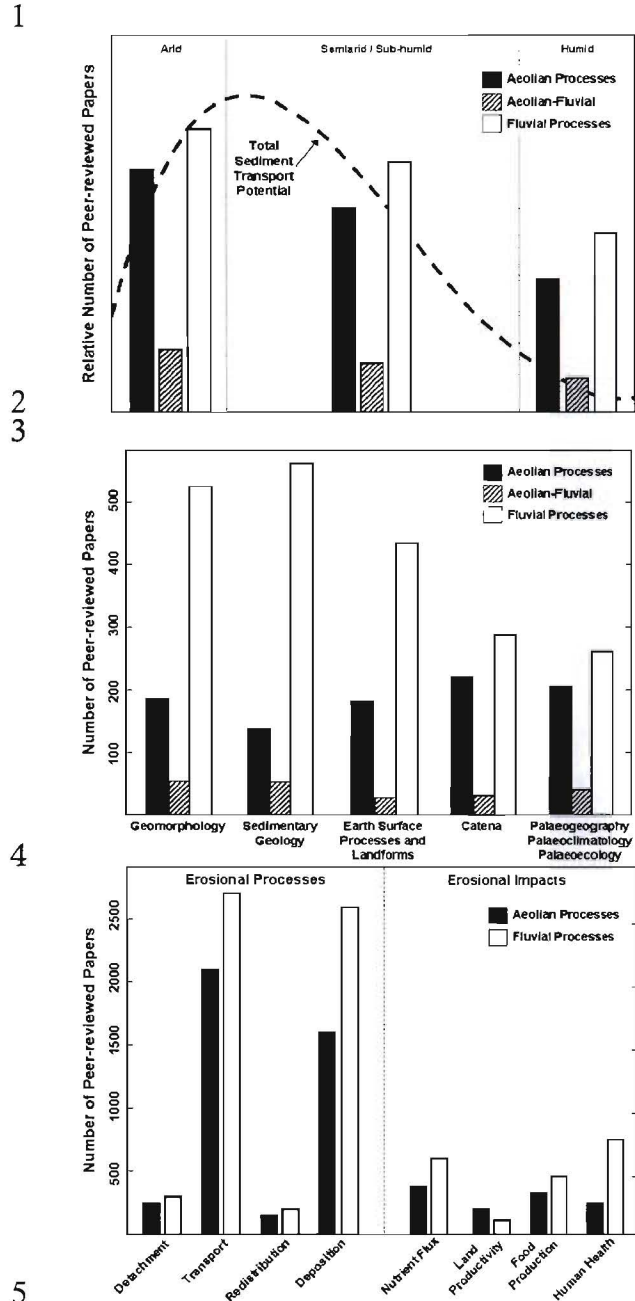 1
Arid
Semiarid / Sub-humid
Humid
Aeolian Processes
Aeolian-Fluvial
Fluvial Processes
Total
Sediment
Transport
Potential
Relative Number of Peer-reviewed Papers
2
3
Aeolian Processes
Aeolian-Fluvial
Fluvial Processes
Number of Peer-reviewed Papers
500
400
300
200
100
Geomorphology
Sedimentary
Geology
Earth Surface
Processes and
Landforms
Catena
Palaeogeography
Palaeoclimatology
Palaeoecology
4
Erosional Processes
Erosional Impacts
Aeolian Processes
Fluvial Processes
Number of Peer-reviewed Papers
2500
2000
1500
1000
500
Detachment
Transport
Redistribution
Deposition
Nutrient Flux
Land
Productivity
Food
Production
Human Health
5